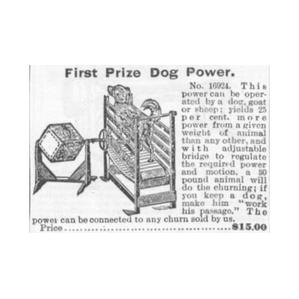 First Prize Dog Power.
No. 16924. This
power can be oper-
ated by a dog, goat
or sheep; yields 25
per cent. more
power from a given
weight of animal
than any other, and
with adjustable
bridge to regulate
the required power
and motion. a 30
pound animal will
do the churning; if
you keep a dog,
make him "work
his passage." The
power can be connected to any churn sold by us.
Price ........................................$15.00